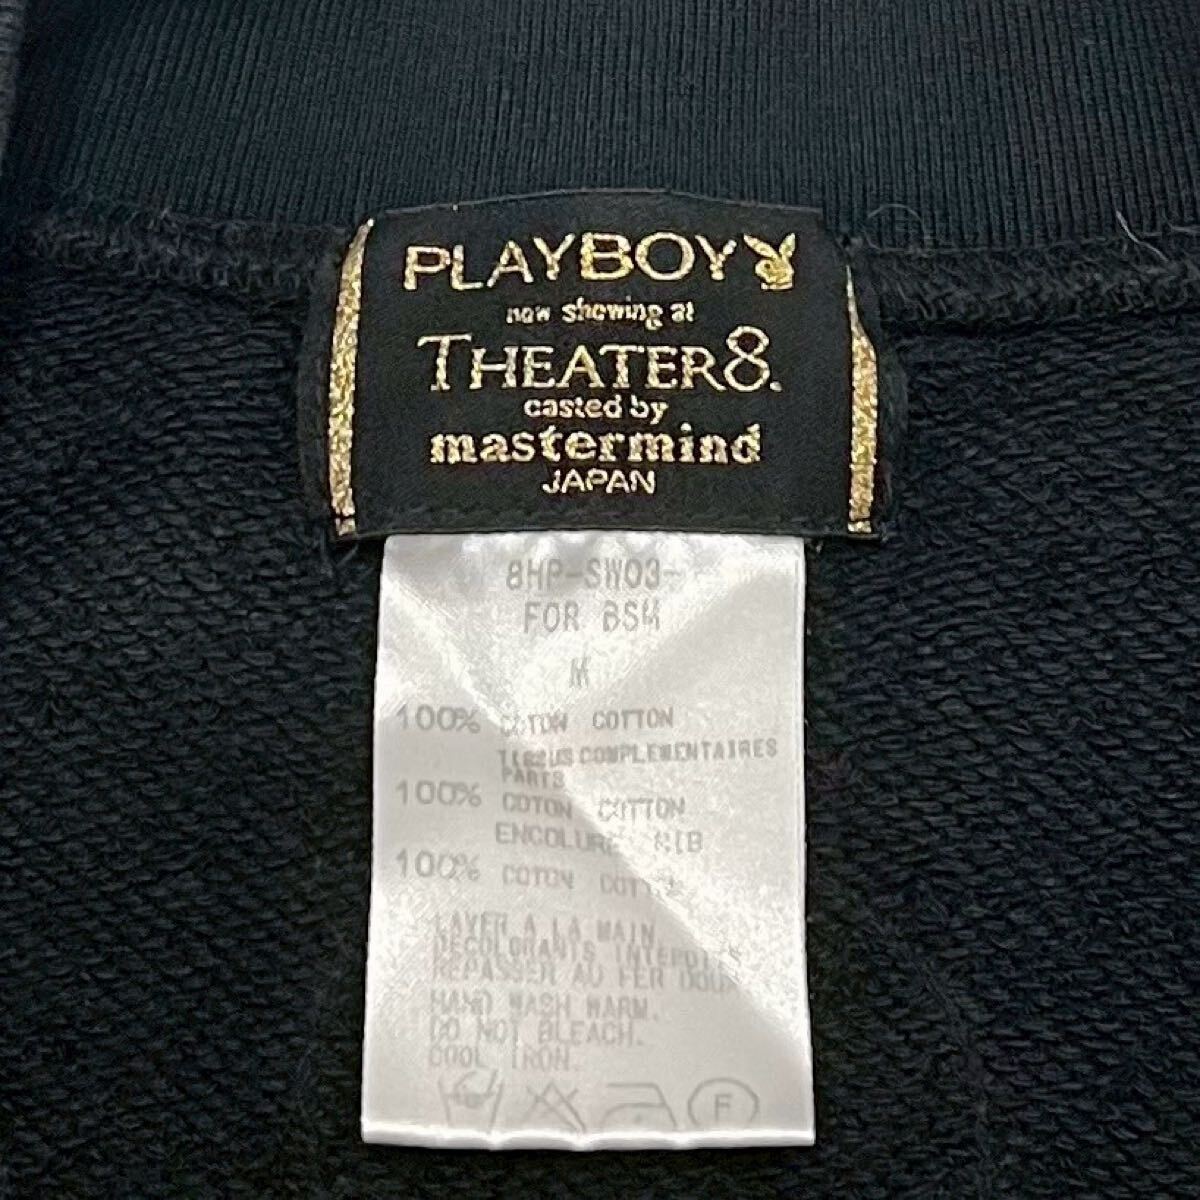 PLAYBOY
now showing at
THEATER8.
casted by
mastermind
JAPAN
8HP-SW03-
FOR BSM
M
100% COTON COTTON
TISSUS COMPLEMENTAIRES
PARTS
100% COTON COTTON
ENCOLURE RIB
100% COTON COTTON
LAVER A LA MAIN.
DECOLORANTS INTERDITS
REPASSER AU FER DOUX
HAND WASH WARM.
DO NOT BLEACH.
COOL IRON.
F